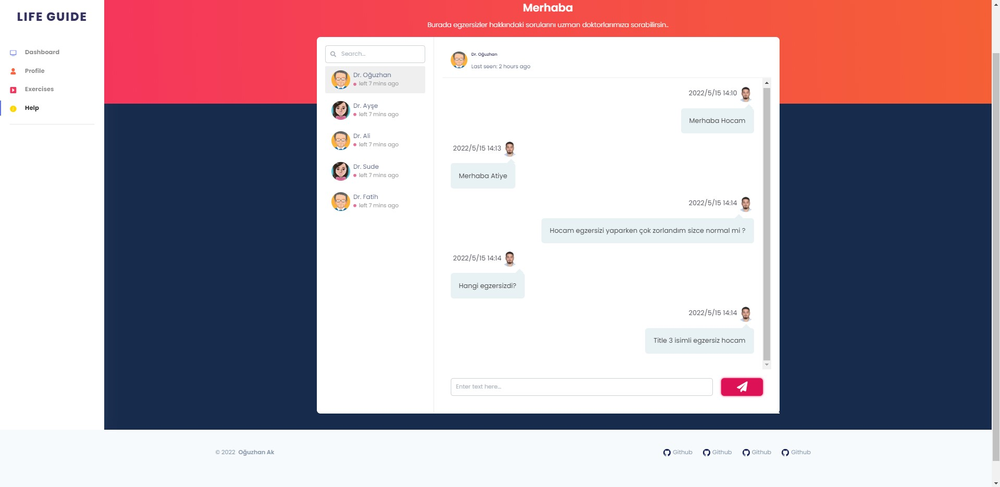 LIFE GUIDE
Dashboard
Profile
Exercises
Help
Merhaba
Burada egzersizler hakkındaki sorularını uzman doktorlarımıza sorabilirsin..
Search...
Dr. Oğuzhan
left 7 mins ago
Dr. Ayşe
left 7 mins ago
Dr. Ali
left 7 mins ago
Dr. Sude
left 7 mins ago
Dr. Fatih
left 7 mins ago
Dr. Oğuzhan
Last seen: 2 hours ago
2022/5/15 14:10
Merhaba Hocam
2022/5/15 14:13
Merhaba Atiye
2022/5/15 14:14
Hocam egzersizi yaparken çok zorlandım sizce normal mi ?
2022/5/15 14:14
Hangi egzersizdi?
2022/5/15 14:14
Title 3 isimli egzersiz hocam
Enter text here...
© 2022 Oğuzhan Ak
Github Github Github Github